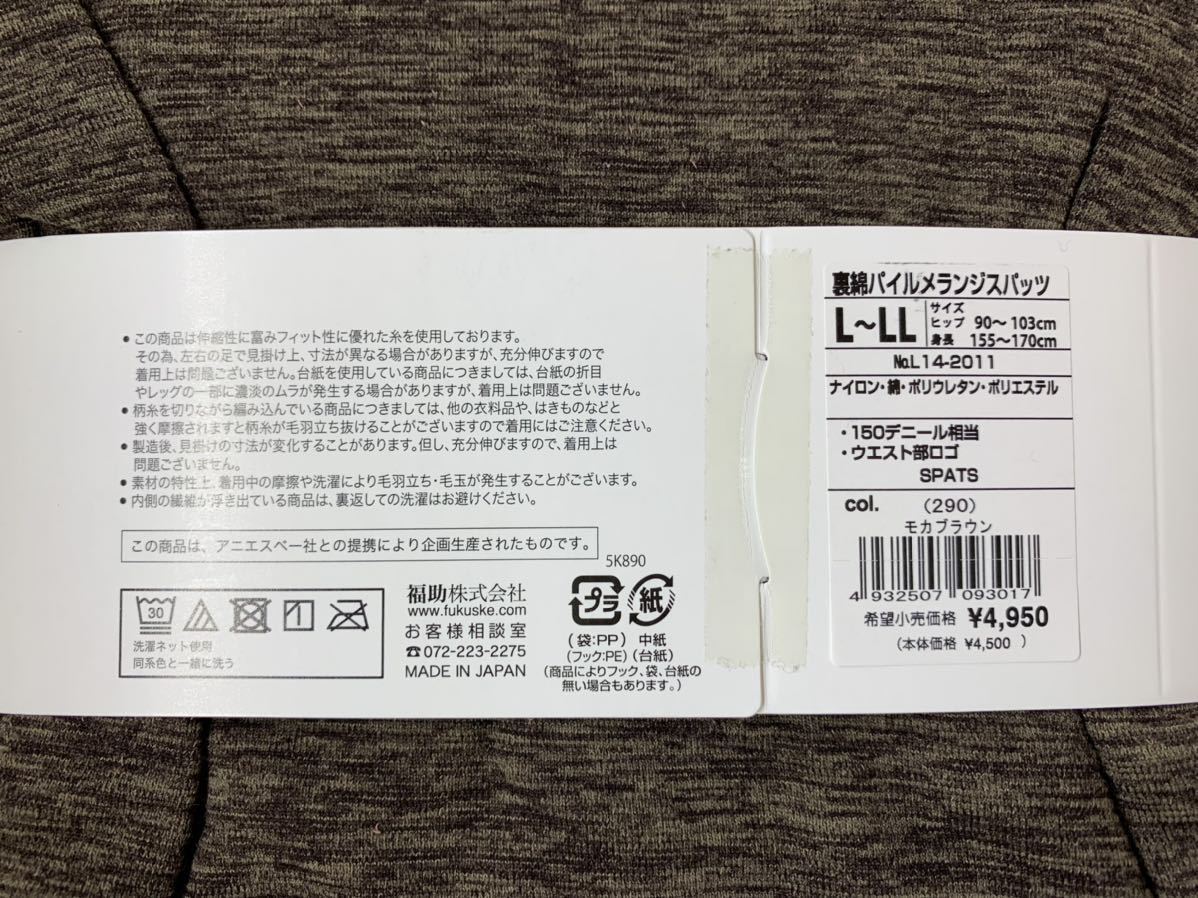 • この商品は伸縮性に富みフィット性に優れた糸を使用しております。
その為、左右の足で見掛け上、寸法が異なる場合がありますが、充分伸びますので
着用上は問題ございません。台紙を使用している商品につきましては、台紙の折目
やレッグの一部に濃淡のムラが発生する場合がありますが、着用上は問題ございません。
• 柄糸を切りながら編み込んでいる商品につきましては、他の衣料品や、はきものなどと
強く摩擦されますと柄糸が毛羽立ち抜けることがございますので着用にはご注意ください。
• 製造後、見掛けの寸法が変化することがあります。但し、充分伸びますので、着用上は
問題ございません。
• 素材の特性上、着用中の摩擦や洗濯により毛羽立ち・毛玉が発生することがございます。
• 内側の繊維が浮き出ている商品は、裏返しての洗濯はお避けください。
この商品は、アニエスベー社との提携により企画生産されたものです。
5K890
30
洗濯ネット使用
同系色と一緒に洗う
福助株式会社
www.fukuske.com
お客様相談室
☎072-223-2275
MADE IN JAPAN
プラ 紙
(袋:PP) 中紙
(フック:PE) (台紙)
(商品によりフック、袋、台紙の
無い場合もあります。)
裏綿パイルメランジスパッツ
L〜LL
サイズ
ヒップ 90〜103cm
身長 155〜170cm
No.L14-2011
ナイロン・綿・ポリウレタン・ポリエステル
・150デニール相当
・ウエスト部ロゴ
SPATS
col. (290)
モカブラウン
4 932507 093017
希望小売価格 ¥4,950
(本体価格 ¥4,500 )